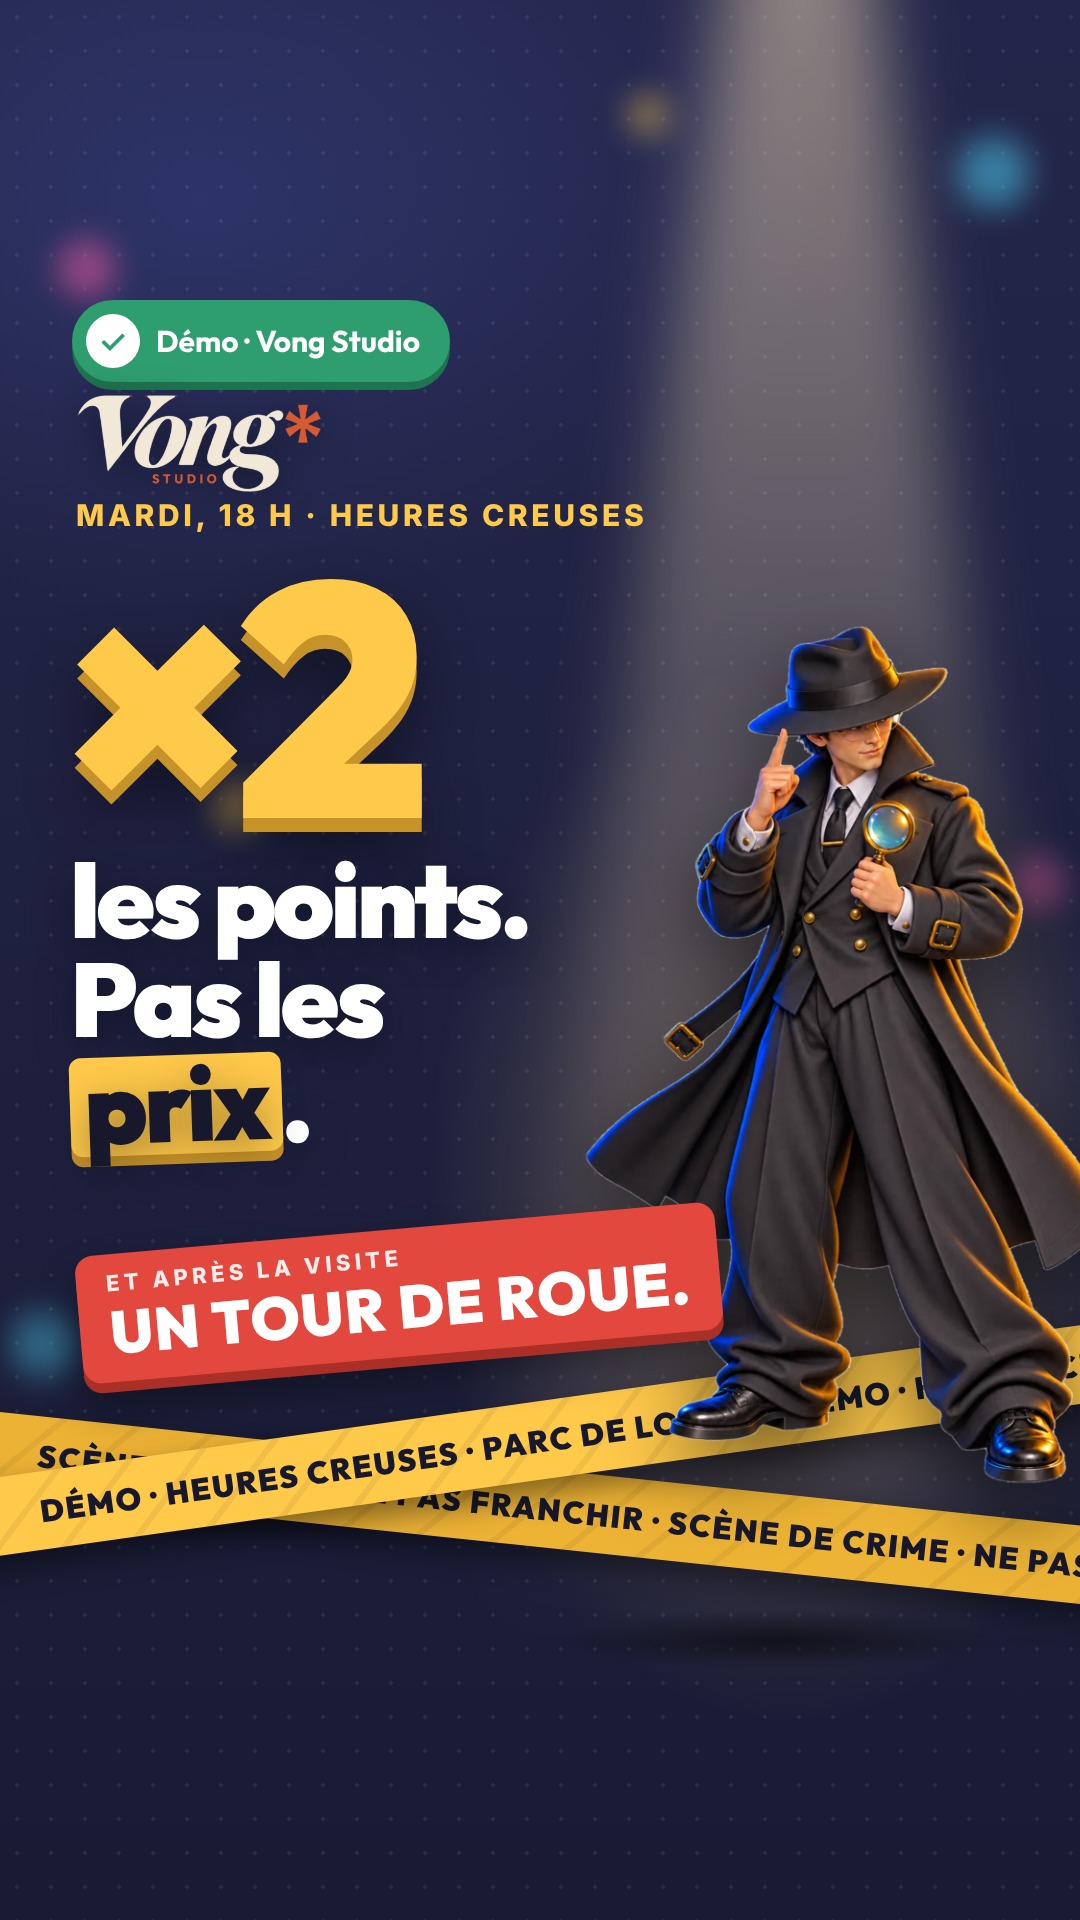 Démo · Vong Studio
Vong*
STUDIO
MARDI, 18 H · HEURES CREUSES
×2
les points.
Pas les
prix.
ET APRÈS LA VISITE
UN TOUR DE ROUE.
DÉMO · HEURES CREUSES · PARC DE
FRANCHIR · SCÈNE DE CRIME · NE PAS